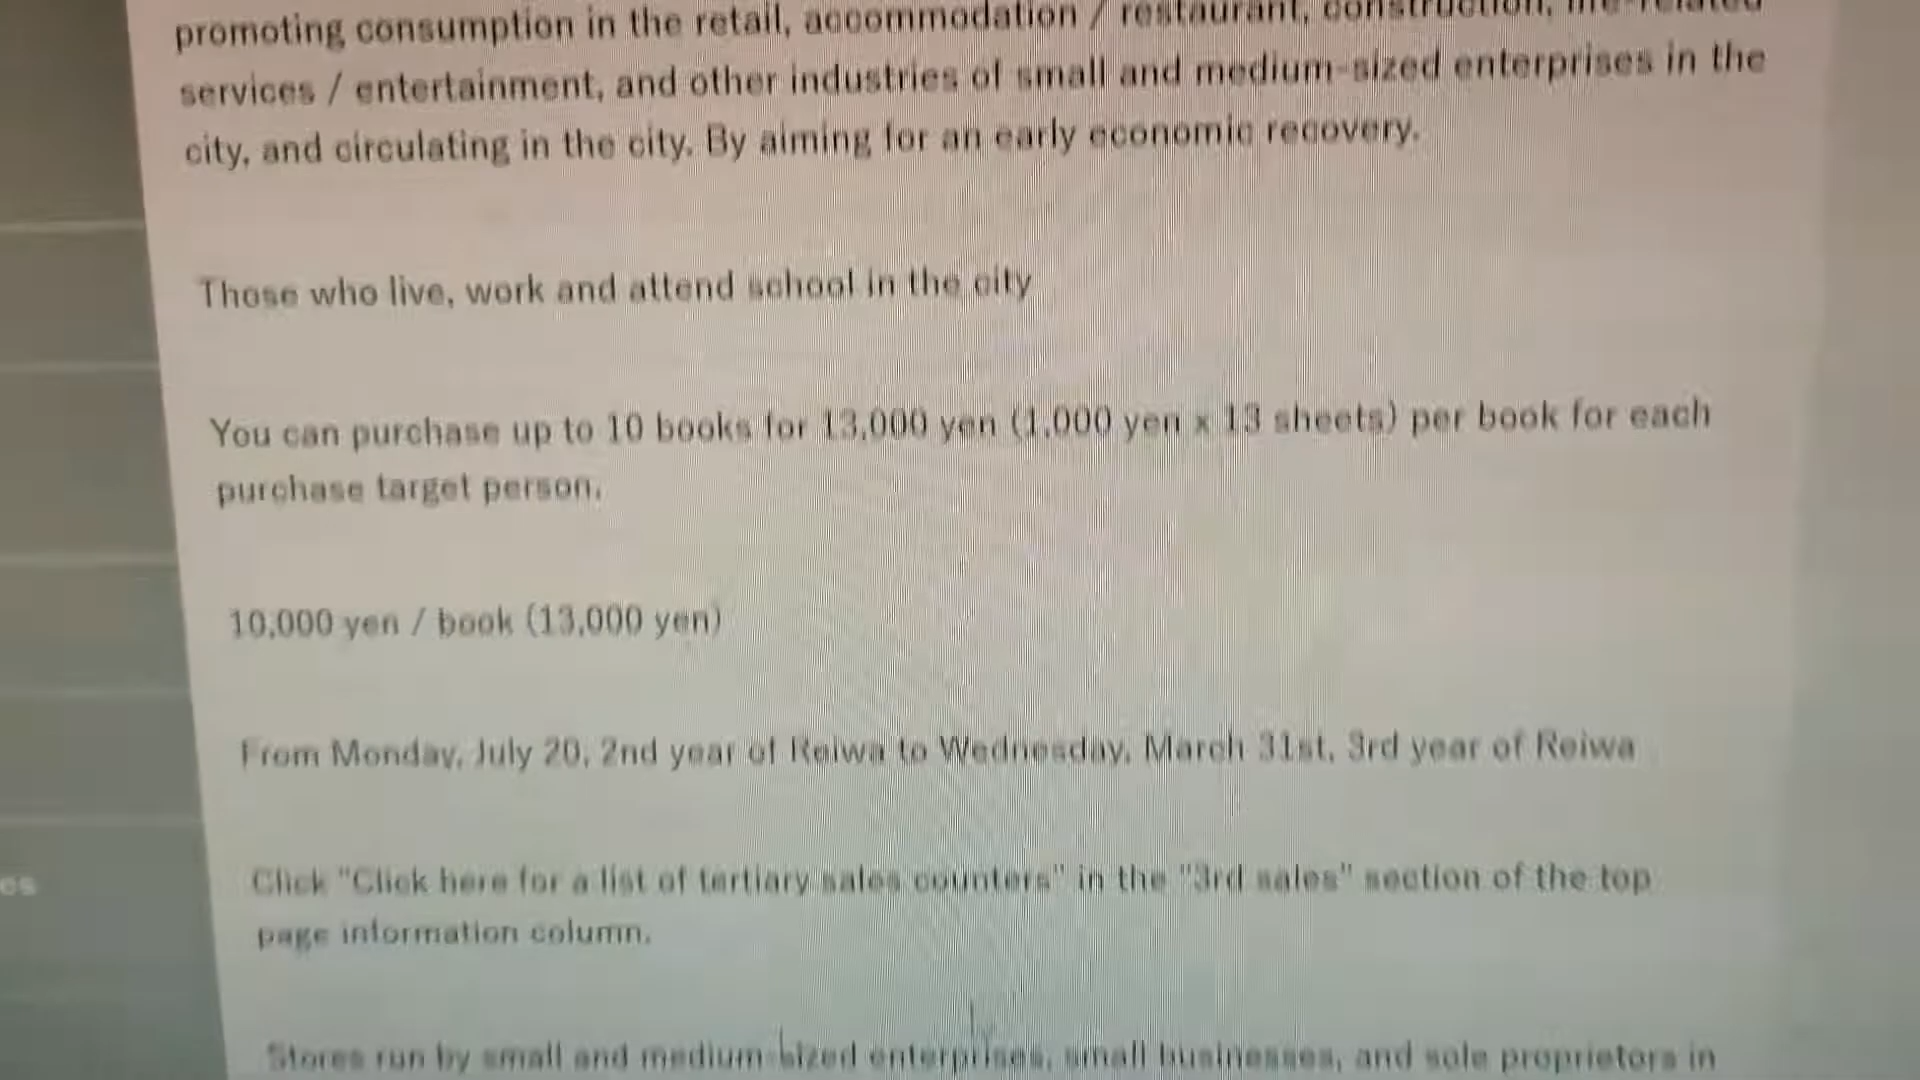 promoting consumption in the retail, accommodation / restaurant, construction, life-related
services / entertainment, and other industries of small and medium-sized enterprises in the
city, and circulating in the city. By aiming for an early economic recovery.
Those who live, work and attend school in the city
You can purchase up to 10 books for 13,000 yen (1,000 yen x 13 sheets) per book for each
purchase target person.
10,000 yen / book (13,000 yen)
From Monday, July 20, 2nd year of Reiwa to Wednesday, March 31st, 3rd year of Reiwa
Click "Click here for a list of tertiary sales counters" in the "3rd sales" section of the top
page information column.
Stores run by small and medium-sized enterprises, small businesses, and sole proprietors in